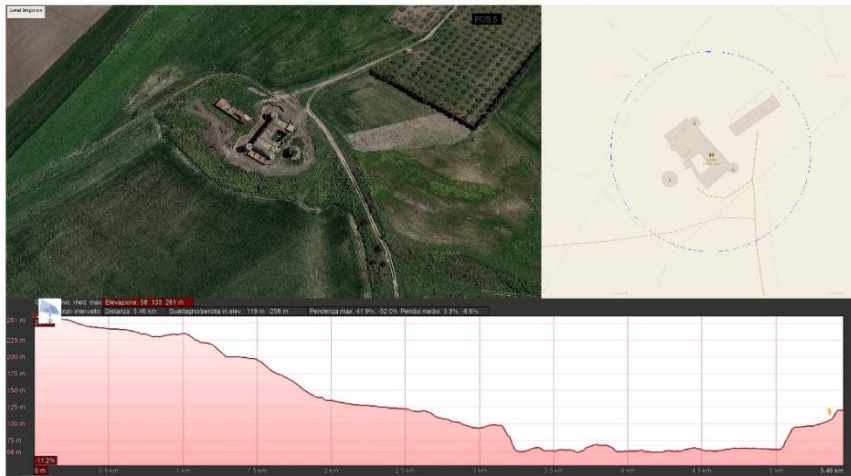 POS.5
min, med, max Elevazione: 58, 133, 261 m
Distanza: 5.46 km Guadagno/perdita in elev.: 119 m, -258 m Pendenza max: 41.9%, -52.0% Pendio medio: 5.9%, -6.6%
261 m
225 m
200 m
175 m
150 m
125 m
100 m
75 m
58 m
-11.2%
0 m 0.5 km 1 km 1.5 km 2 km 2.5 km 3 km 3.5 km 4 km 4.5 km 5 km 5.46 km